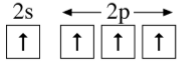 2s ← 2p →
↑ ↑ ↑ ↑